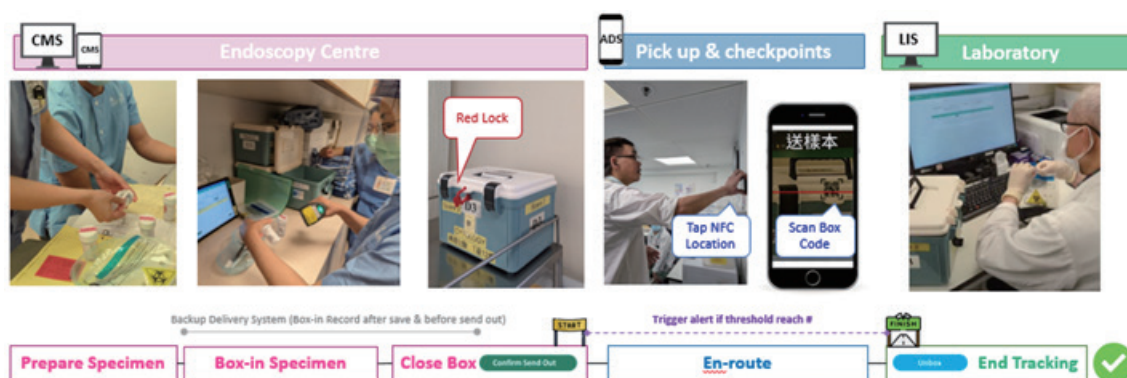 CMS
CMS
Endoscopy Centre
ADS
Pick up & checkpoints
LIS
Laboratory
Red Lock
送樣本
Tap NFC
Location
Scan Box
Code
Backup Delivery System (Box-in Record after save & before send out)
START
Trigger alert if threshold reach #
FINISH
Prepare Specimen
Box-in Specimen
Close Box
Confirm Send Out
En-route
Unbox
End Tracking